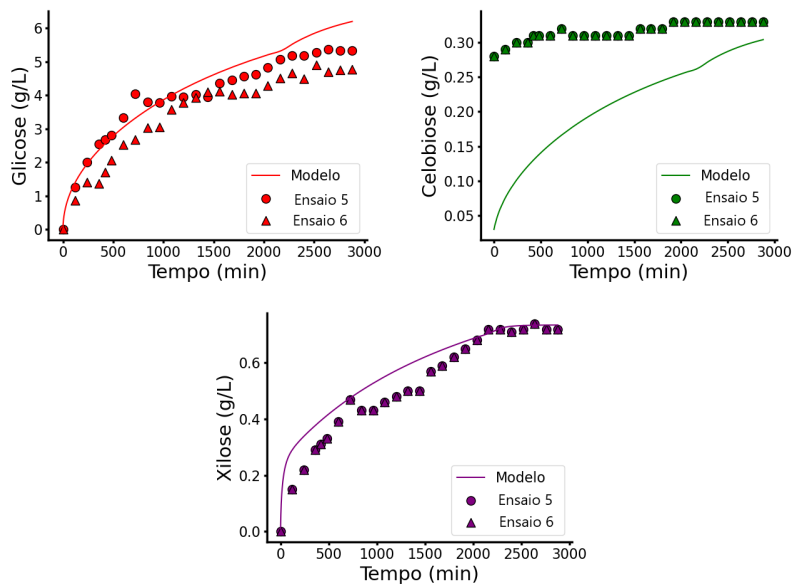 Glicose (g/L)
6
5
4
3
2
1
0
Modelo
Ensaio 5
Ensaio 6
0 500 1000 1500 2000 2500 3000
Tempo (min)
Celobiose (g/L)
0.30
0.25
0.20
0.15
0.10
0.05
Modelo
Ensaio 5
Ensaio 6
0 500 1000 1500 2000 2500 3000
Tempo (min)
Xilose (g/L)
0.6
0.4
0.2
0.0
Modelo
Ensaio 5
Ensaio 6
0 500 1000 1500 2000 2500 3000
Tempo (min)